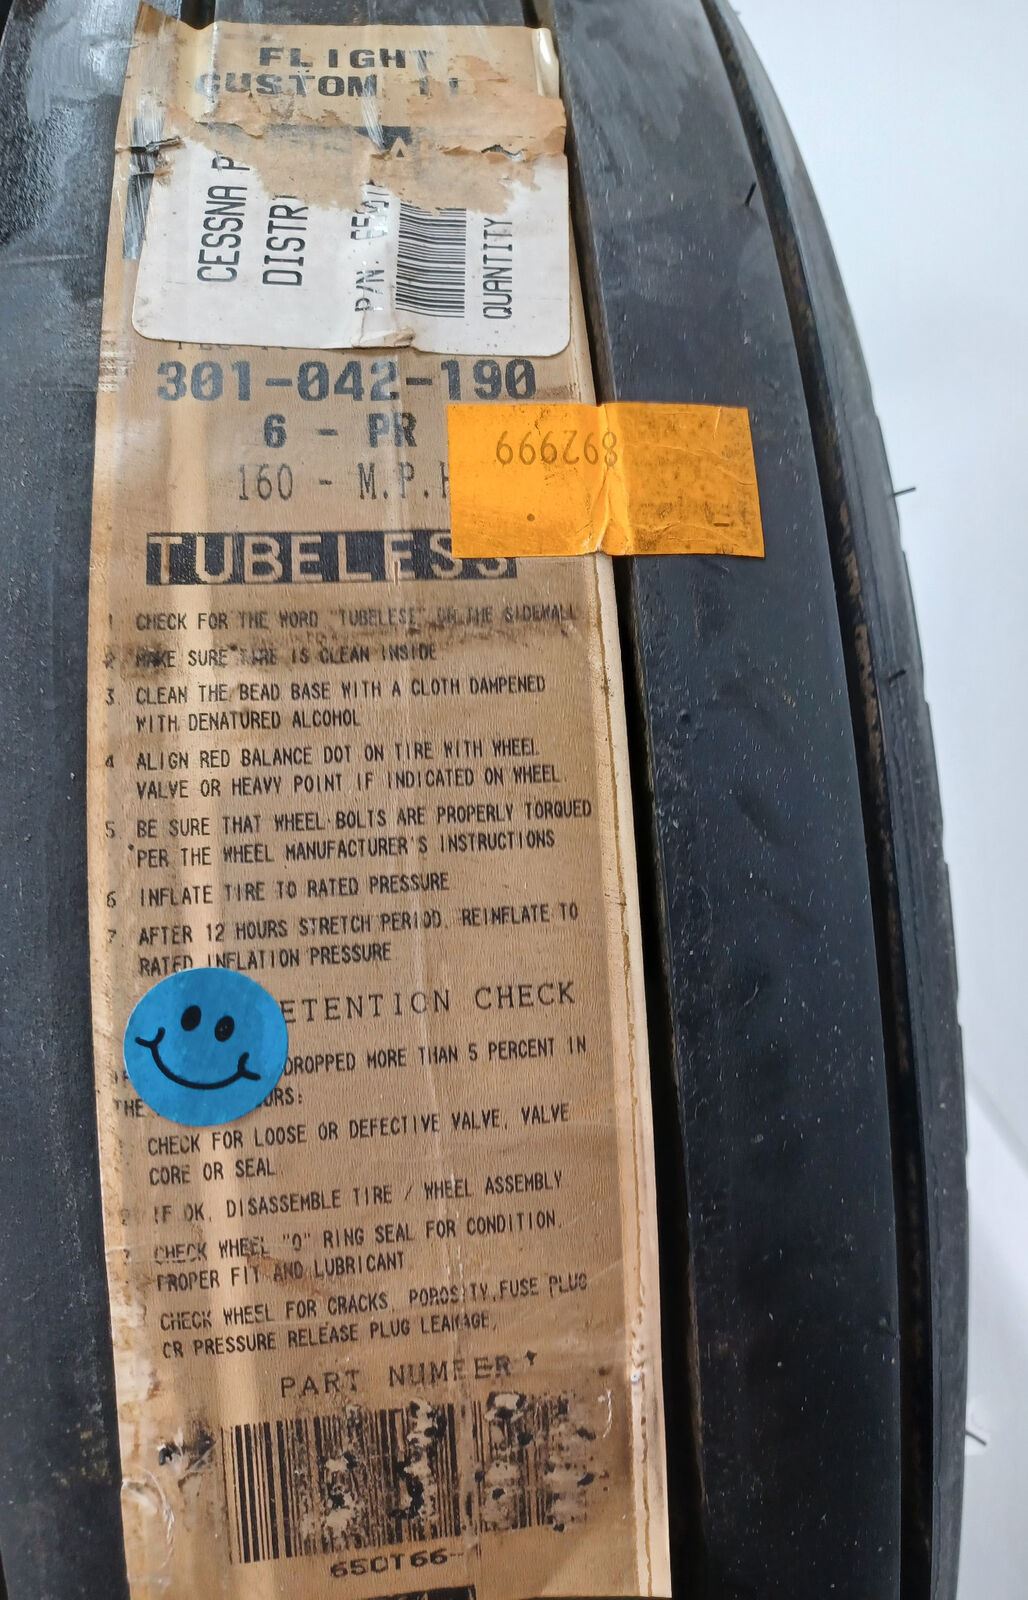 FLIGHT
CUSTOM II
CESSNA
DISTR
P/N:
QUANTITY
301-042-190
6 - PR
160 - M.P.H
892999
TUBELESS
1 CHECK FOR THE WORD "TUBELESS" ON THE SIDEWALL
2 MAKE SURE TIRE IS CLEAN INSIDE
3 CLEAN THE BEAD BASE WITH A CLOTH DAMPENED
WITH DENATURED ALCOHOL
4 ALIGN RED BALANCE DOT ON TIRE WITH WHEEL
VALVE OR HEAVY POINT IF INDICATED ON WHEEL
5 BE SURE THAT WHEEL BOLTS ARE PROPERLY TORQUED
PER THE WHEEL MANUFACTURER'S INSTRUCTIONS
6 INFLATE TIRE TO RATED PRESSURE
7 AFTER 12 HOURS STRETCH PERIOD, REINFLATE TO
RATED INFLATION PRESSURE
ETENTION CHECK
DROPPED MORE THAN 5 PERCENT IN
THE URS:
CHECK FOR LOOSE OR DEFECTIVE VALVE, VALVE
CORE OR SEAL
2 IF OK, DISASSEMBLE TIRE / WHEEL ASSEMBLY
CHECK WHEEL "O" RING SEAL FOR CONDITION,
PROPER FIT AND LUBRICANT
CHECK WHEEL FOR CRACKS, POROSITY, FUSE PLUG
OR PRESSURE RELEASE PLUG LEAKAGE,
PART NUMBER
650T66-